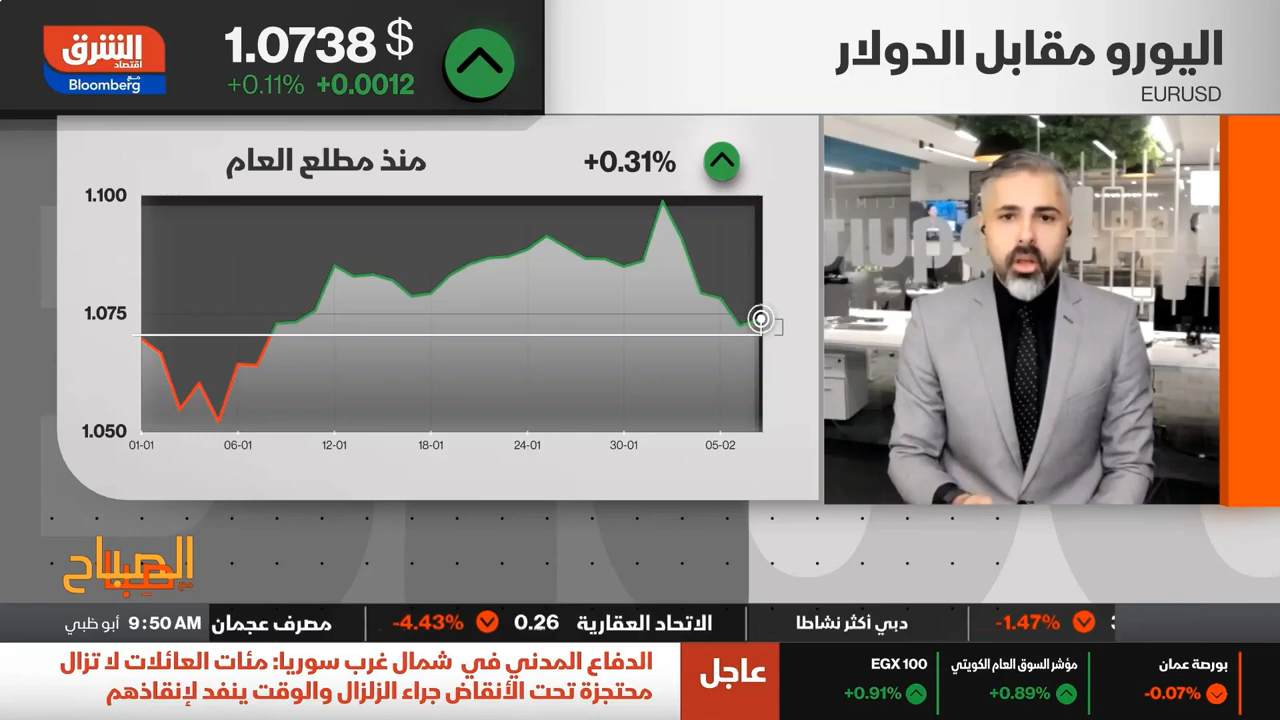 الشرق
اقتصاد
مع
Bloomberg
1.0738 $
+0.11% +0.0012
اليورو مقابل الدولار
EURUSD
منذ مطلع العام
+0.31%
1.100
1.075
1.050
01-01 06-01 12-01 18-01 24-01 30-01 05-02
الصباح
مع
صبا
-1.47%
دبي أكثر نشاطا
الاتحاد العقارية 0.26 -4.43%
مصرف عجمان
9:50 AM أبوظبي
بورصة عمان
-0.07%
مؤشر السوق العام الكويتي
+0.89%
EGX 100
+0.91%
عاجل
الدفاع المدني في شمال غرب سوريا: مئات العائلات لا تزال
محتجزة تحت الأنقاض جراء الزلزال والوقت ينفد لإنقاذهم